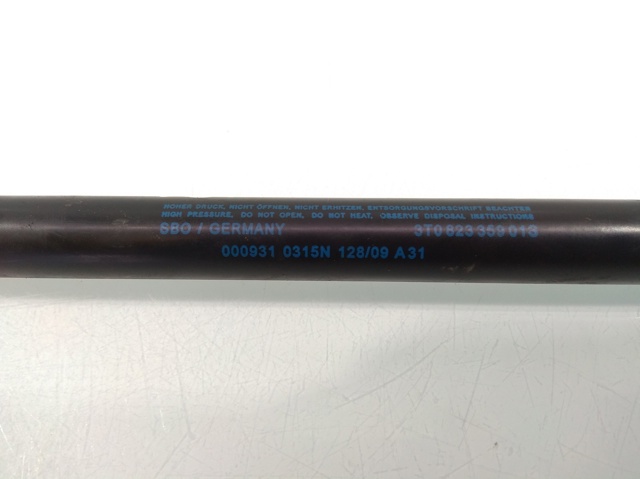 HOHER DRUCK, NICHT ÖFFNEN, NICHT ERHITZEN, ENTSORGUNGSVORSCHRIFT BEACHTEN
HIGH PRESSURE, DO NOT OPEN, DO NOT HEAT, OBSERVE DISPOSAL INSTRUCTIONS
SBO / GERMANY 3T0 823 359 01S
000931 0315N 128/09 A31